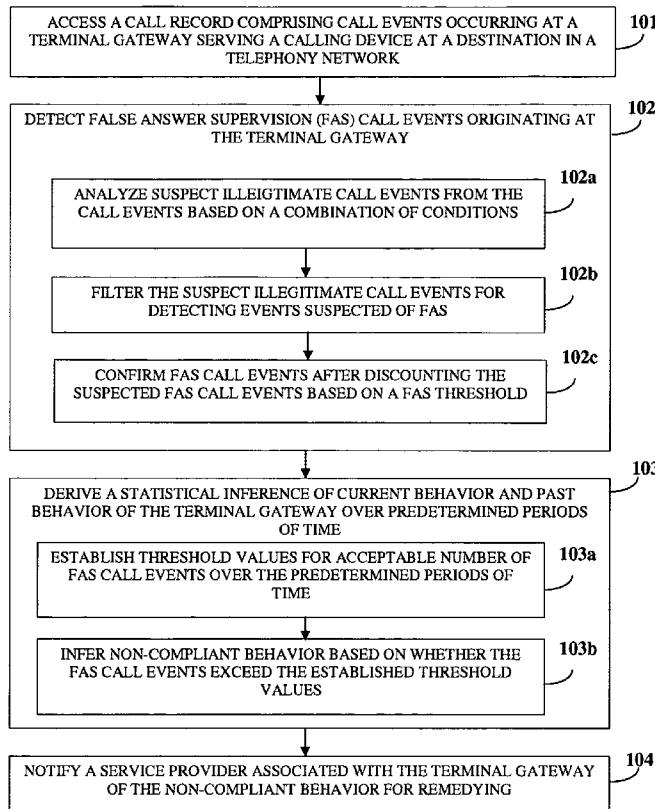 ACCESS A CALL RECORD COMPRISING CALL EVENTS OCCURRING AT A
TERMINAL GATEWAY SERVING A CALLING DEVICE AT A DESTINATION IN A
TELEPHONY NETWORK
101
DETECT FALSE ANSWER SUPERVISION (FAS) CALL EVENTS ORIGINATING AT
THE TERMINAL GATEWAY
102
ANALYZE SUSPECT ILLEIGTIMATE CALL EVENTS FROM THE
CALL EVENTS BASED ON A COMBINATION OF CONDITIONS
102a
FILTER THE SUSPECT ILLEGITIMATE CALL EVENTS FOR
DETECTING EVENTS SUSPECTED OF FAS
102b
CONFIRM FAS CALL EVENTS AFTER DISCOUNTING THE
SUSPECTED FAS CALL EVENTS BASED ON A FAS THRESHOLD
102c
DERIVE A STATISTICAL INFERENCE OF CURRENT BEHAVIOR AND PAST
BEHAVIOR OF THE TERMINAL GATEWAY OVER PREDETERMINED PERIODS
OF TIME
103
ESTABLISH THRESHOLD VALUES FOR ACCEPTABLE NUMBER OF
FAS CALL EVENTS OVER THE PREDETERMINED PERIODS OF
TIME
103a
INFER NON-COMPLIANT BEHAVIOR BASED ON WHETHER THE
FAS CALL EVENTS EXCEED THE ESTABLISHED THRESHOLD
VALUES
103b
NOTIFY A SERVICE PROVIDER ASSOCIATED WITH THE TERMINAL GATEWAY
OF THE NON-COMPLIANT BEHAVIOR FOR REMEDYING
104